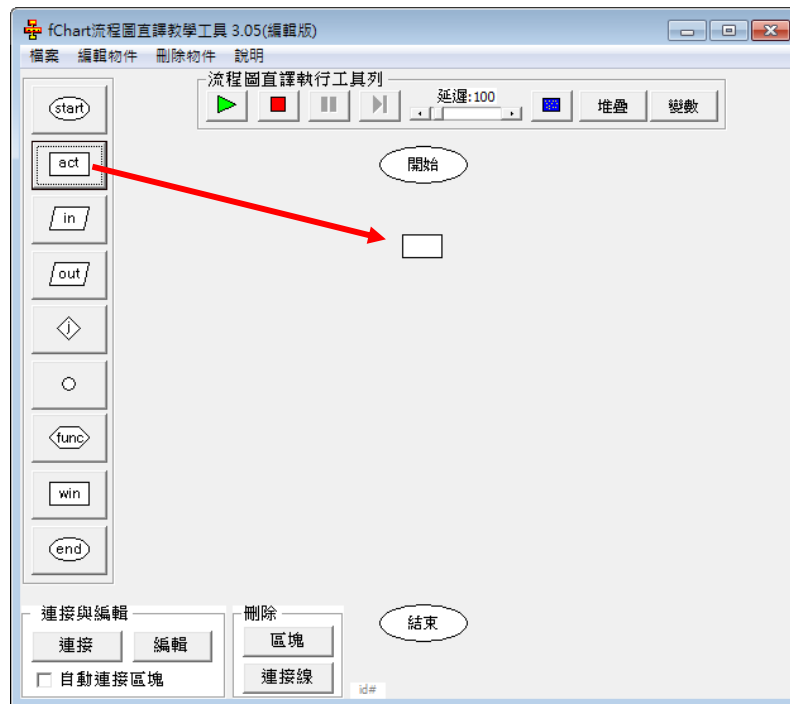 fChart流程圖直譯教學工具 3.05(編輯版)
檔案 編輯物件 刪除物件 說明
流程圖直譯執行工具列
延遲:100
堆疊 變數
start
act
in
out
j
func
win
end
開始
結束
連接與編輯
連接 編輯
自動連接區塊
刪除
區塊
連接線
id#